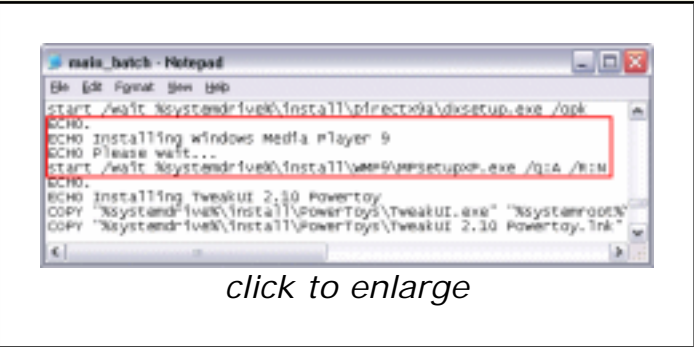 main_batch - Notepad
File Edit Format View Help
start /wait %systemdrive%\install\DirectX9a\dxsetup.exe /opk
ECHO.
ECHO Installing Windows Media Player 9
ECHO Please wait...
start /wait %systemdrive%\install\WMP9\MPSetupXP.exe /Q:A /R:N
ECHO.
ECHO Installing TweakUI 2.10 Powertoy
COPY "%systemdrive%\install\PowerToys\TweakUI.exe" "%systemroot%
COPY "%systemdrive%\install\PowerToys\TweakUI 2.10 Powertoy.lnk"
click to enlarge